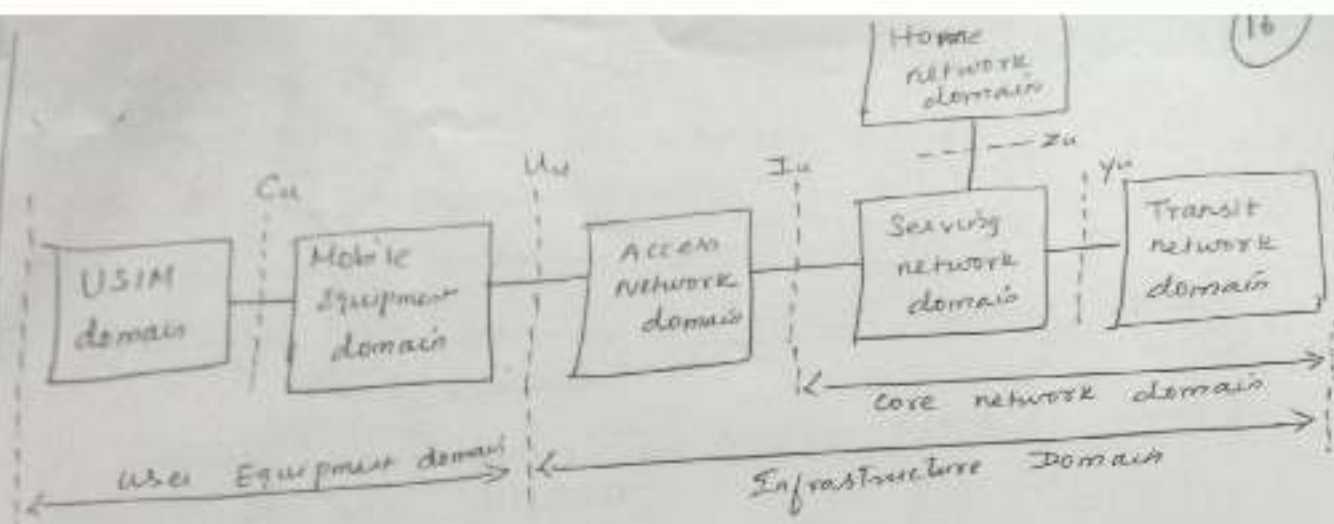 16
Home
network
domain
Zu
Cu
Uu
Iu
Yu
USIM
domain
Mobile
Equipment
domain
Access
Network
domain
Serving
network
domain
Transit
network
domain
core network domain
User Equipment domain
Infrastructure Domain